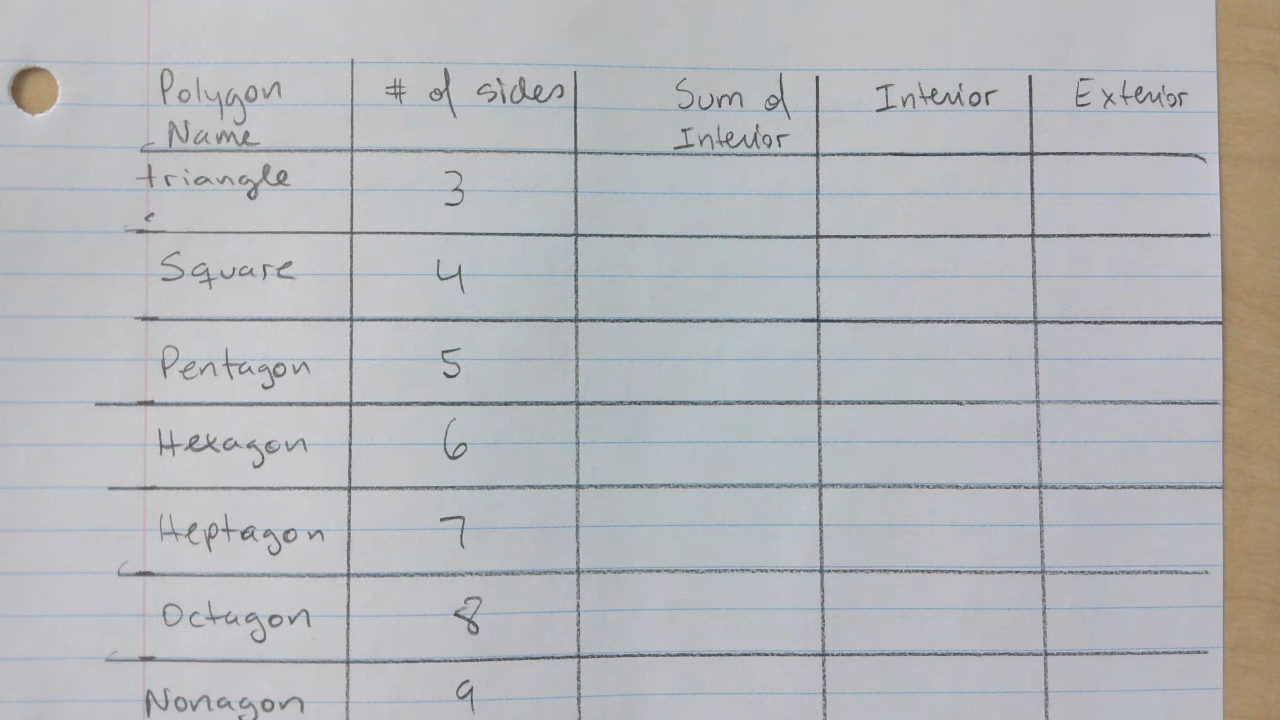 Polygon Name # of sides Sum of Interior Interior Exterior
triangle 3
Square 4
Pentagon 5
Hexagon 6
Heptagon 7
Octagon 8
Nonagon 9